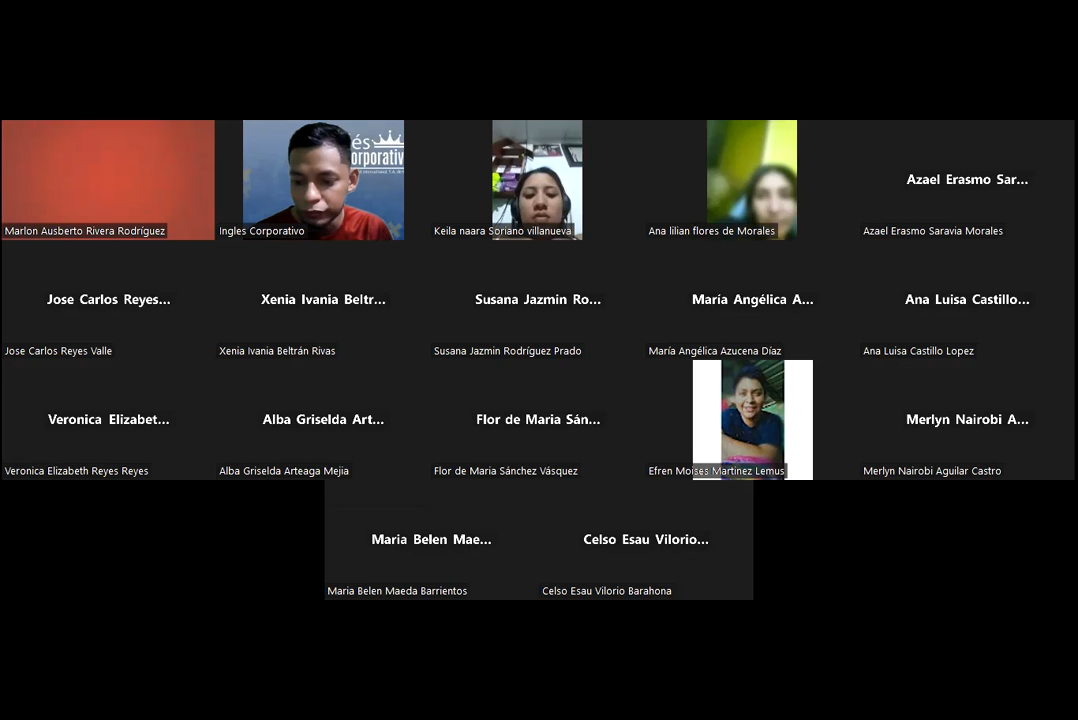 és
orporativ
Marlon Ausberto Rivera Rodríguez
Ingles Corporativo
Keila naara Soriano villanueva
Ana lilian flores de Morales
Azael Erasmo Sar...
Azael Erasmo Saravia Morales
Jose Carlos Reyes...
Xenia Ivania Beltr...
Susana Jazmin Ro...
María Angélica A...
Ana Luisa Castillo...
Jose Carlos Reyes Valle
Xenia Ivania Beltrán Rivas
Susana Jazmin Rodríguez Prado
María Angélica Azucena Díaz
Ana Luisa Castillo Lopez
Veronica Elizabet...
Alba Griselda Art...
Flor de Maria Sán...
Merlyn Nairobi A...
Veronica Elizabeth Reyes Reyes
Alba Griselda Arteaga Mejia
Flor de Maria Sánchez Vásquez
Efren Moises Martínez Lemus
Merlyn Nairobi Aguilar Castro
Maria Belen Mae...
Celso Esau Vilorio...
Maria Belen Maeda Barrientos
Celso Esau Vilorio Barahona